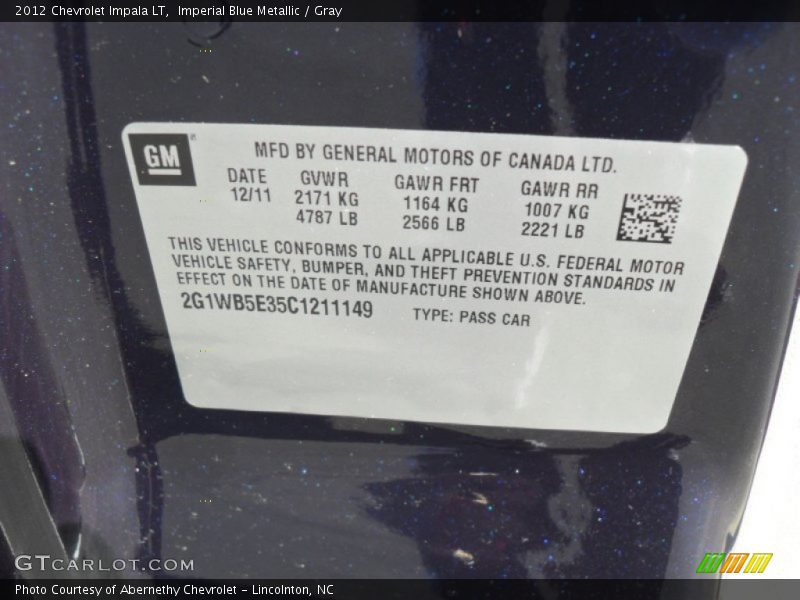 2012 Chevrolet Impala LT,  Imperial Blue Metallic / Gray
GM
MFD BY GENERAL MOTORS OF CANADA LTD.
DATE GVWR GAWR FRT GAWR RR
12/11 2171 KG 1164 KG 1007 KG
4787 LB 2566 LB 2221 LB
THIS VEHICLE CONFORMS TO ALL APPLICABLE U.S. FEDERAL MOTOR
VEHICLE SAFETY, BUMPER, AND THEFT PREVENTION STANDARDS IN
EFFECT ON THE DATE OF MANUFACTURE SHOWN ABOVE.
2G1WB5E35C1211149 TYPE: PASS CAR
GTCARLOT.COM
Photo Courtesy of Abernethy Chevrolet – Lincolnton, NC